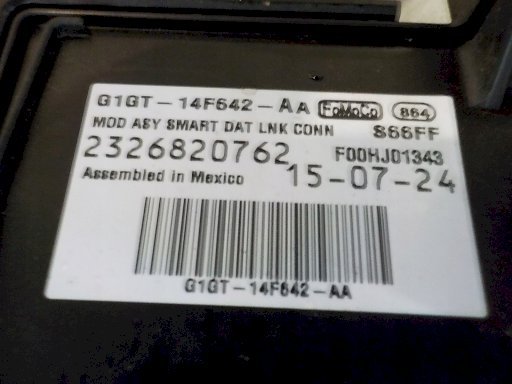 G1GT-14F642-AA FoMoCo 864
MOD ASY SMART DAT LNK CONN S66FF
2326820762 F00HJ01343
Assembled in Mexico 15-07-24
G1GT-14F642-AA